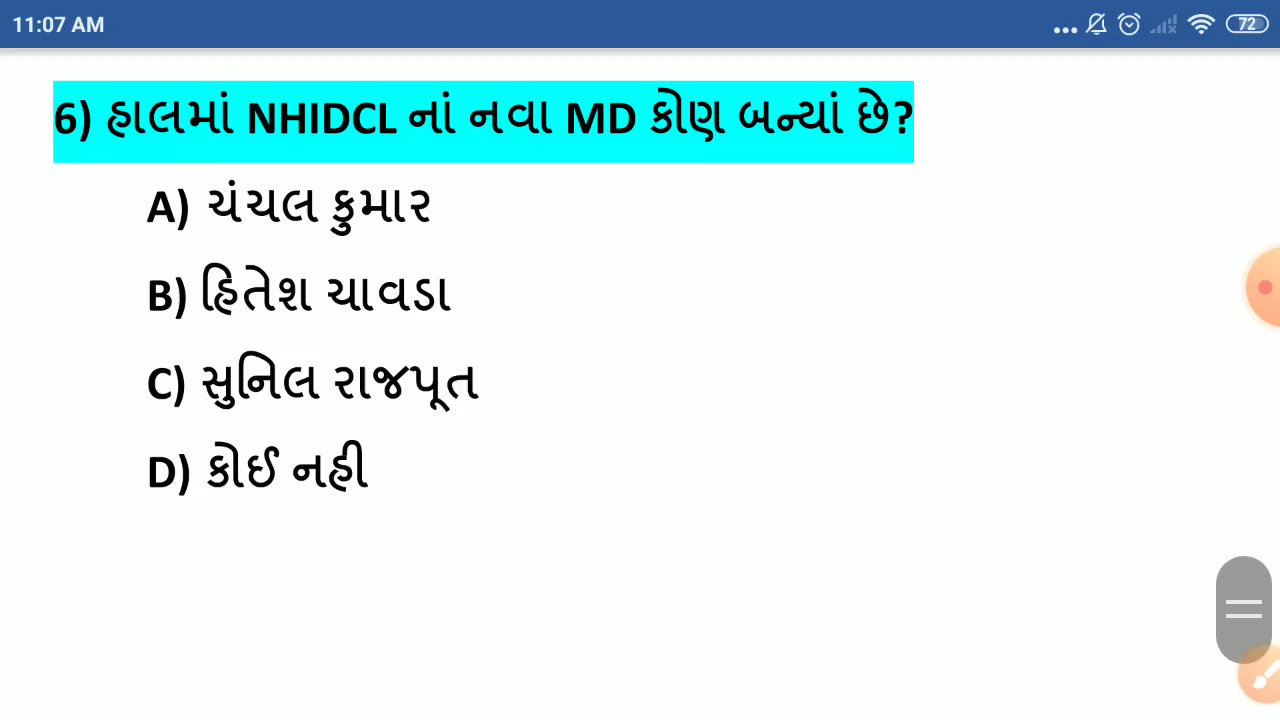 11:07 AM
72
6) હાલમાં NHIDCL નાં નવા MD કોણ બન્યાં છે?
A) ચંચલ કુમાર
B) હિતેશ ચાવડા
C) સુનિલ રાજપૂત
D) કોઈ નહી